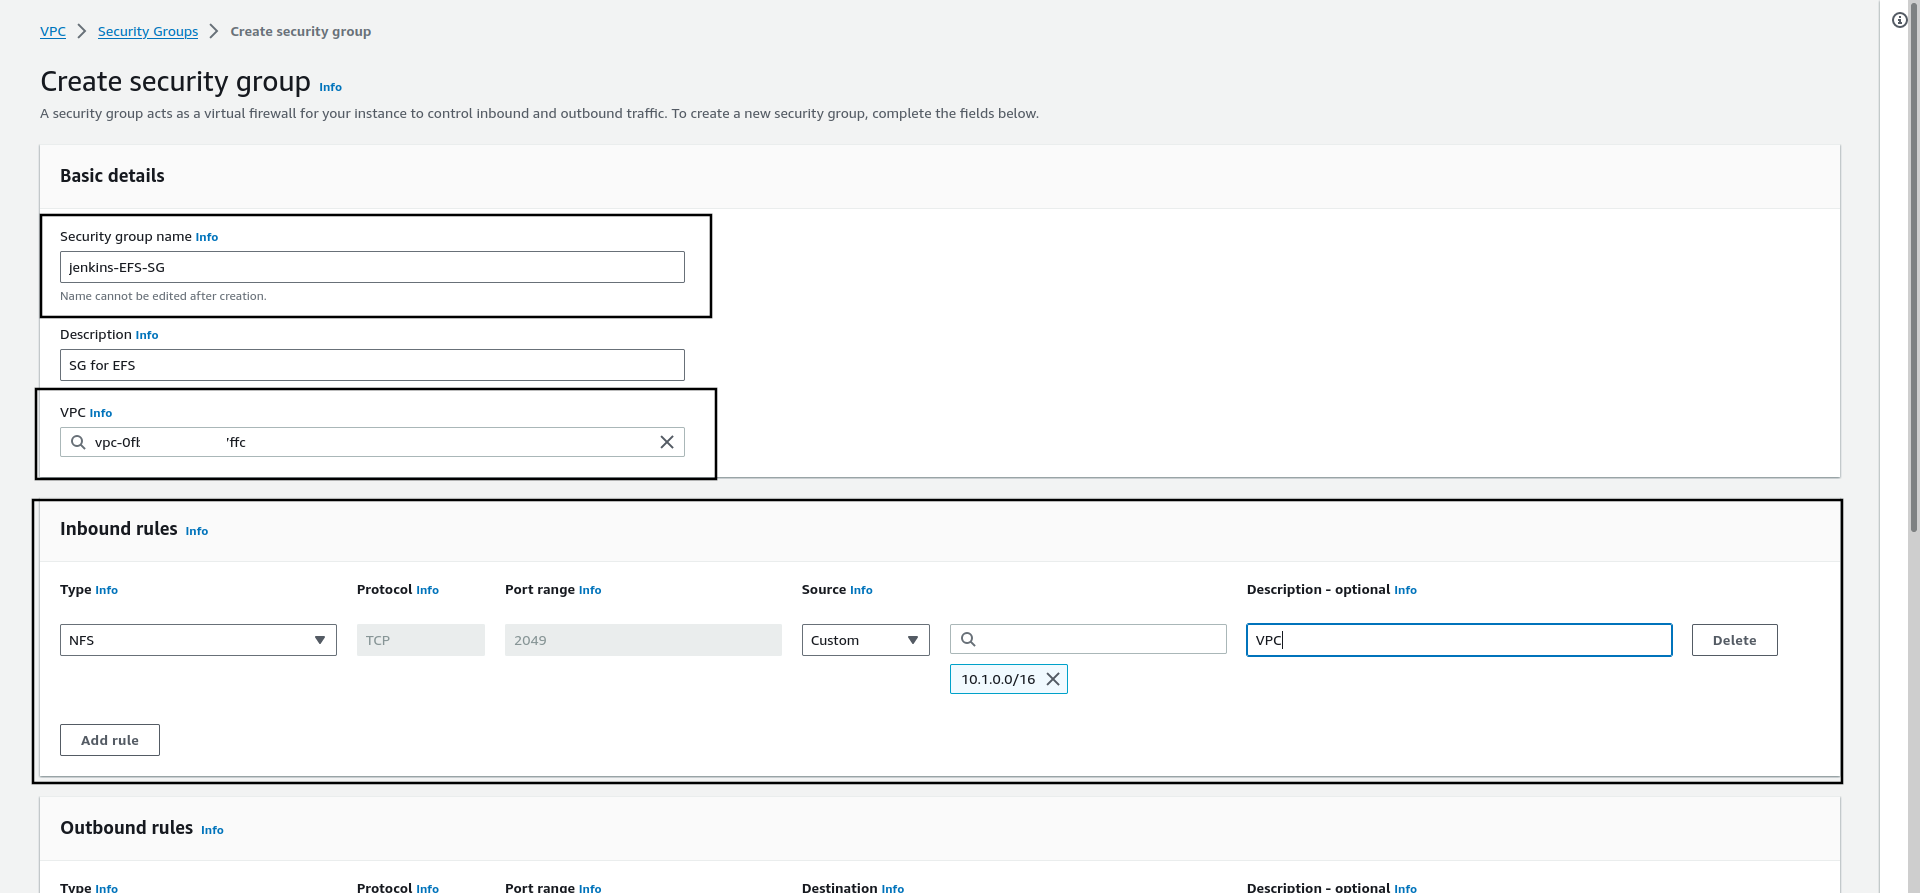 VPC > Security Groups > Create security group
Create security group Info
A security group acts as a virtual firewall for your instance to control inbound and outbound traffic. To create a new security group, complete the fields below.
Basic details
Security group name Info
jenkins-EFS-SG
Name cannot be edited after creation.
Description Info
SG for EFS
VPC Info
vpc-0ft 'ffc
Inbound rules Info
Type Info Protocol Info Port range Info Source Info Description - optional Info
NFS TCP 2049 Custom VPC Delete
10.1.0.0/16
Add rule
Outbound rules Info
Type Info Protocol Info Port range Info Destination Info Description - optional Info